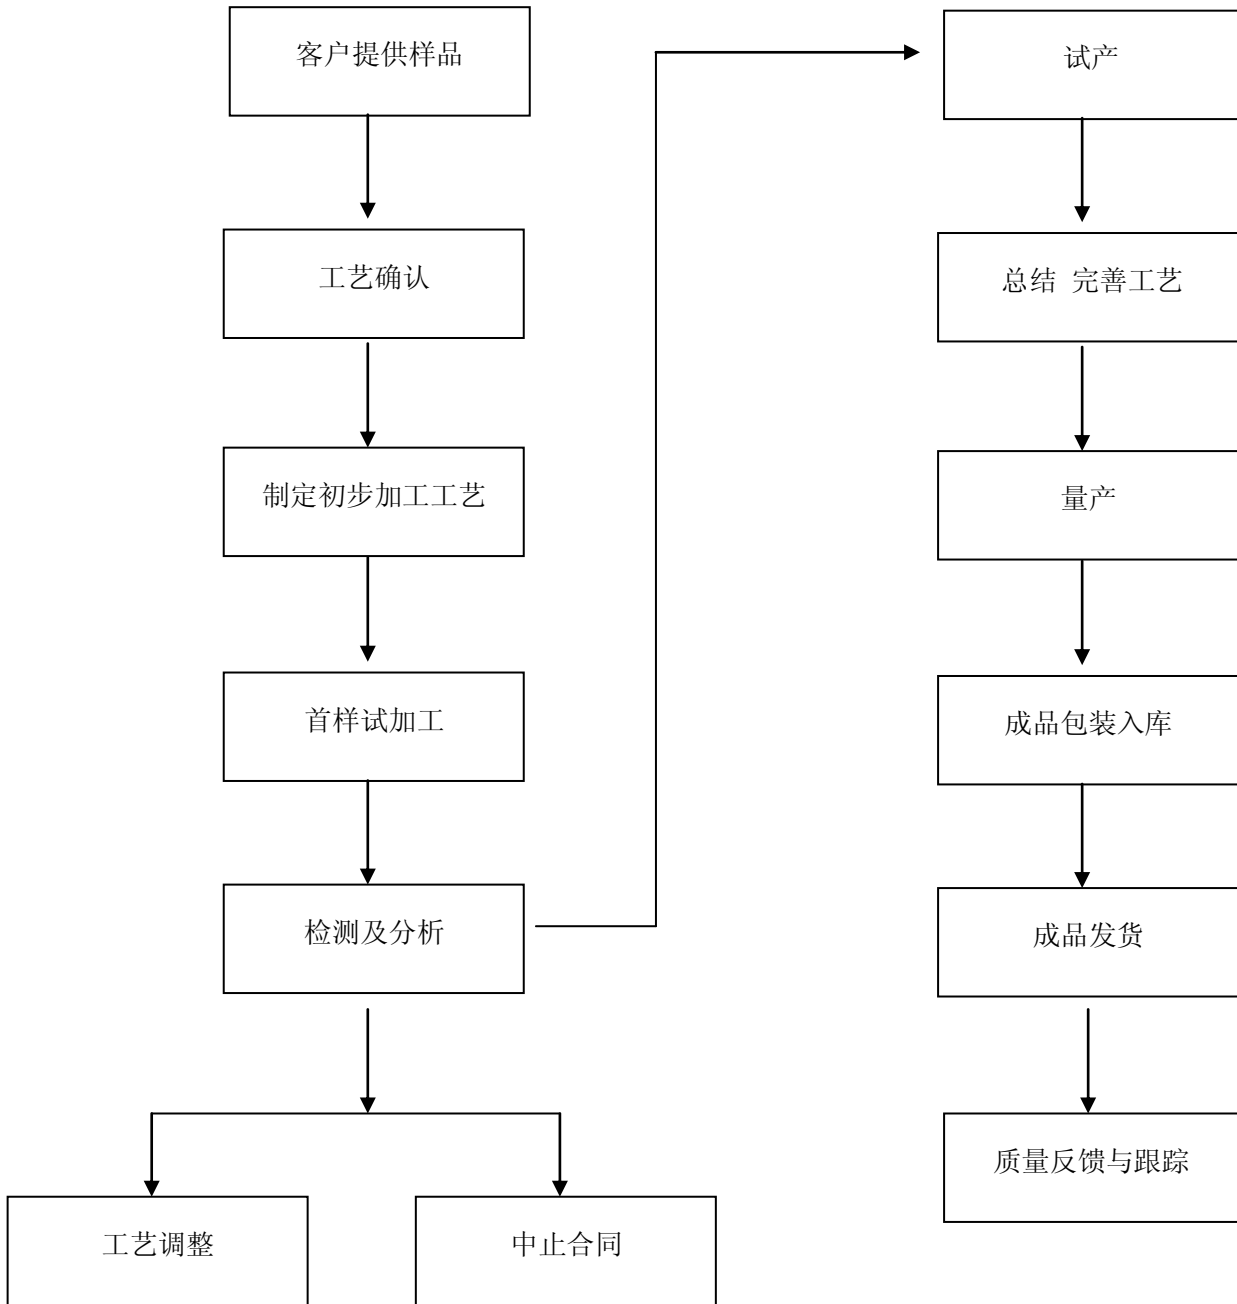 客户提供样品
工艺确认
制定初步加工工艺
首样试加工
检测及分析
工艺调整
中止合同
试产
总结 完善工艺
量产
成品包装入库
成品发货
质量反馈与跟踪